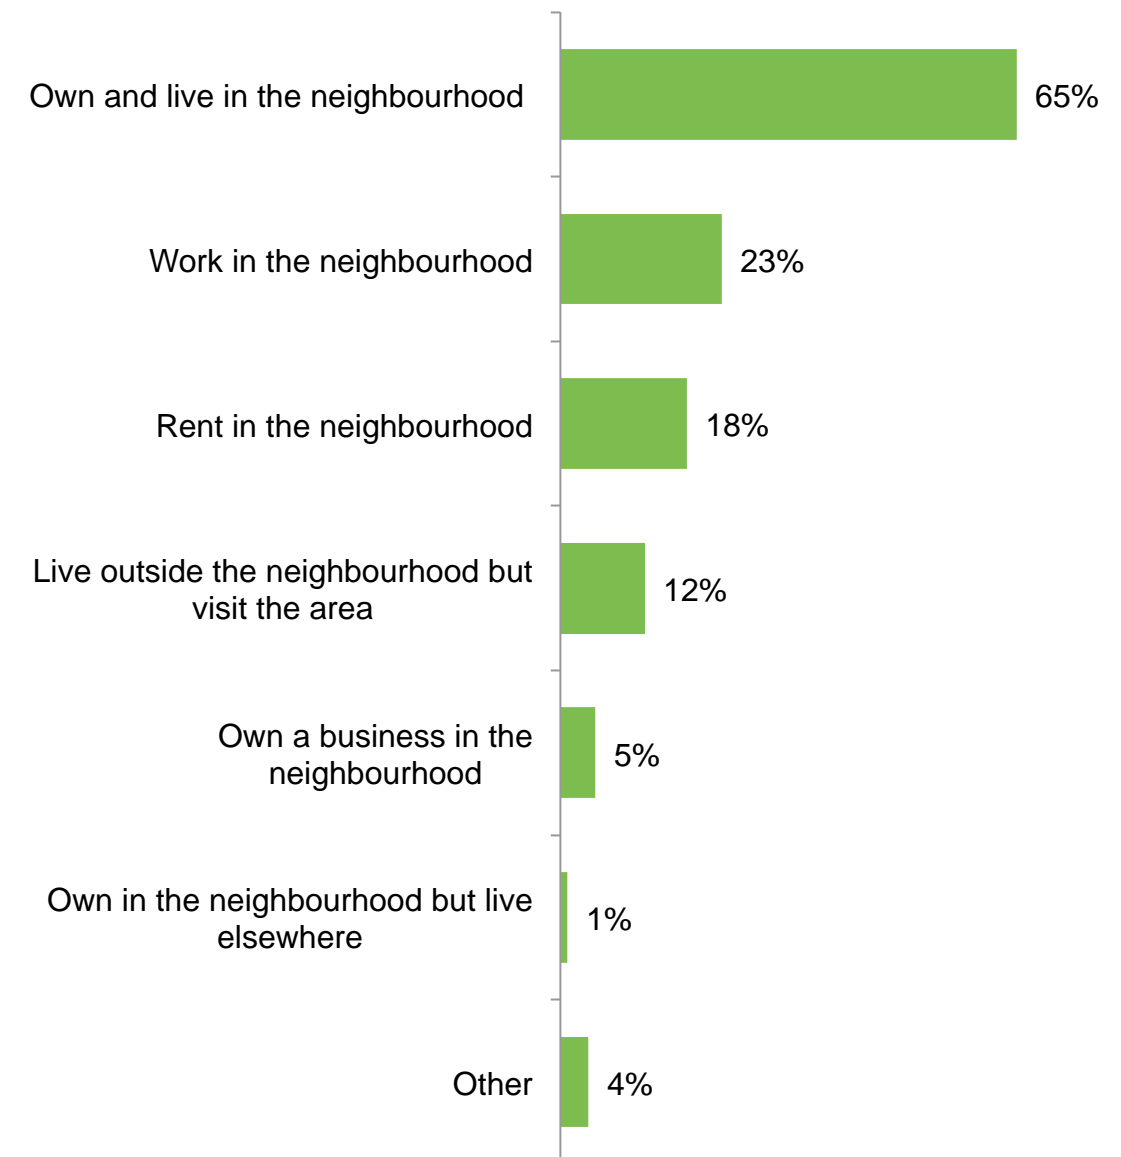 Own and live in the neighbourhood
65%
Work in the neighbourhood
23%
Rent in the neighbourhood
18%
Live outside the neighbourhood but
visit the area
12%
Own a business in the
neighbourhood
5%
Own in the neighbourhood but live
elsewhere
1%
Other
4%